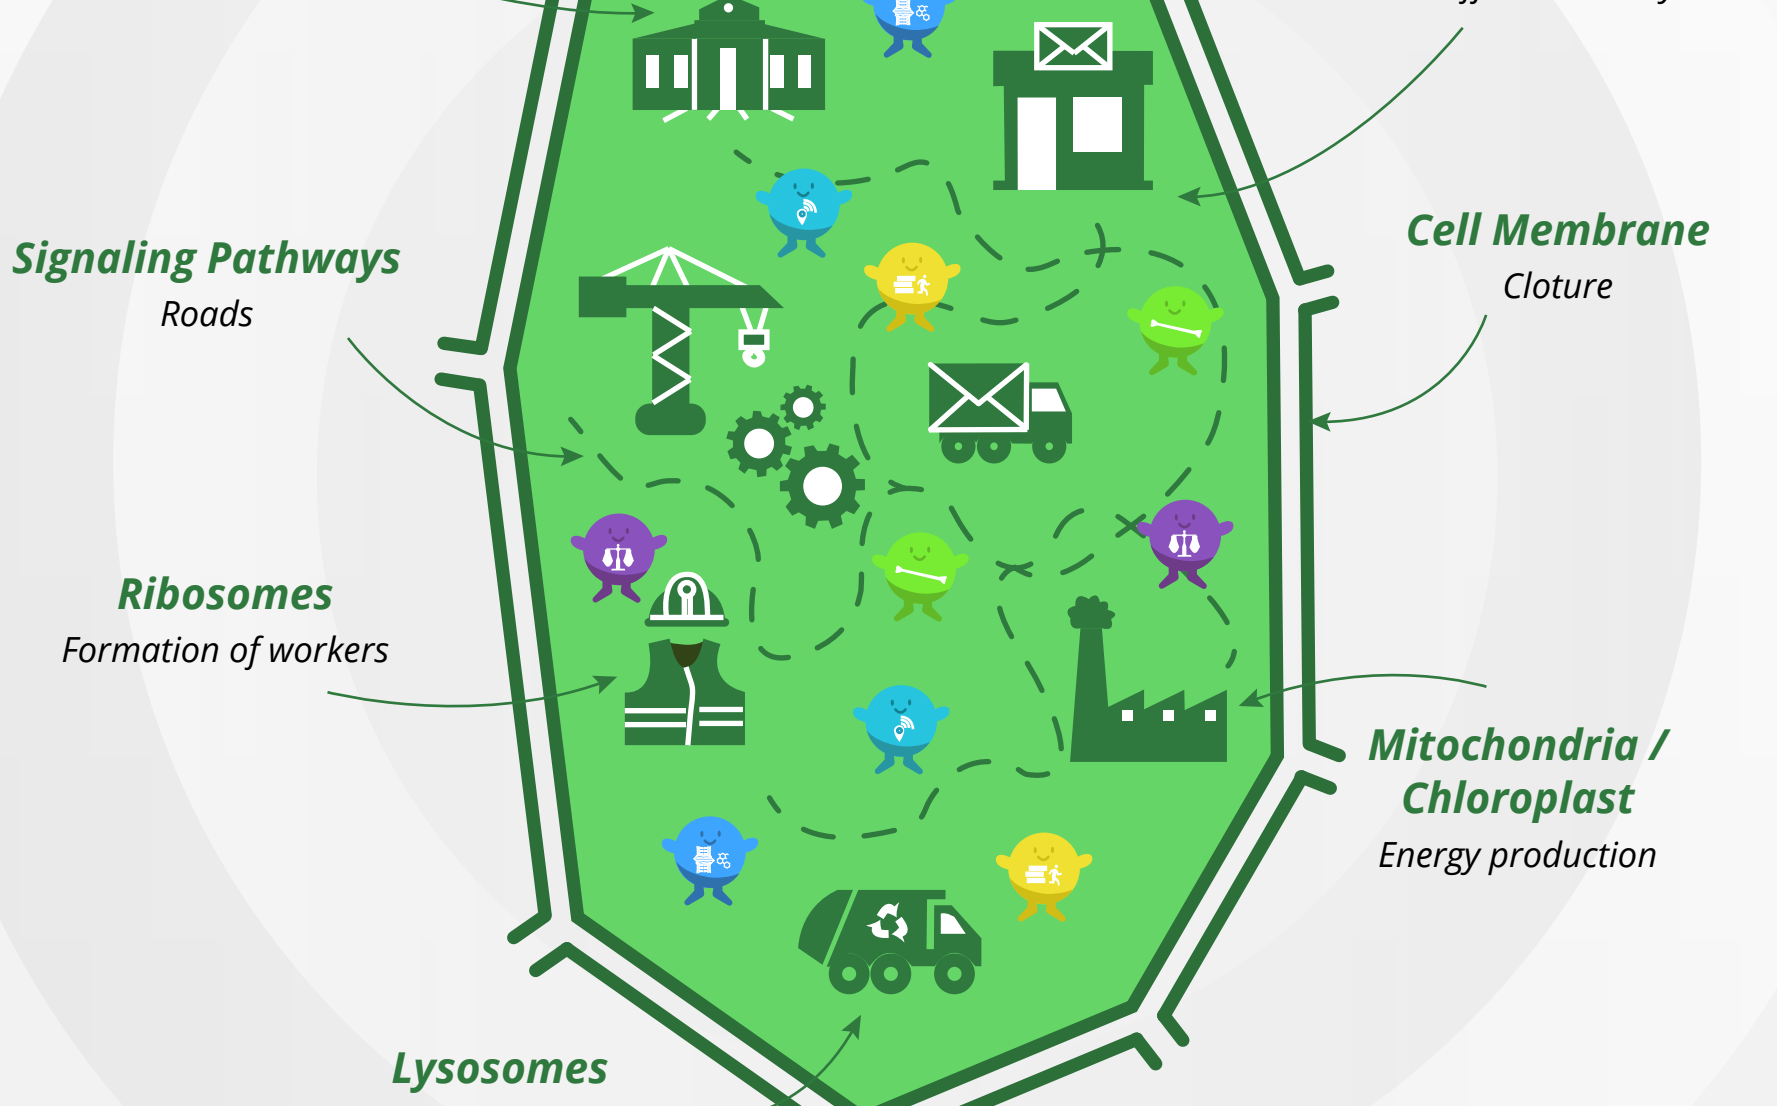 Signaling Pathways
Roads
Cell Membrane
Cloture
Ribosomes
Formation of workers
Mitochondria /
Chloroplast
Energy production
Lysosomes